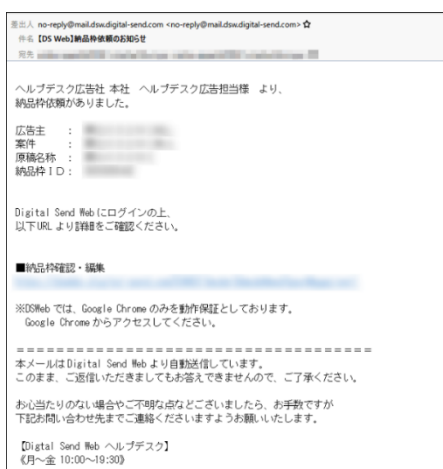 差出人 no-reply@mail.dsw.digital-send.com <no-reply@mail.dsw.digital-send.com> ☆
件名 【DS Web】納品枠依頼のお知らせ
宛先
ヘルプデスク広告社 本社　ヘルプデスク広告担当様　より、
納品枠依頼がありました。
広告主　：
案件　：
原稿名称　：
納品枠ＩＤ：
Digital Send Webにログインの上、
以下URLより詳細をご確認ください。
■納品枠確認・編集
※DSWebでは、Google Chromeのみを動作保証としております。
Google Chromeからアクセスしてください。
＝＝＝＝＝＝＝＝＝＝＝＝＝＝＝＝＝＝＝＝＝＝＝＝＝＝＝＝＝＝＝＝＝
本メールはDigital Send Webより自動送信しています。
このまま、ご返信いただきましてもお答えできませんので、ご了承ください。
お心当たりのない場合やご不明な点などございましたら、お手数ですが
下記お問い合わせ先までご連絡くださいますようお願いいたします。
【Digtal Send Web ヘルプデスク】
《月～金 10:00～19:30》